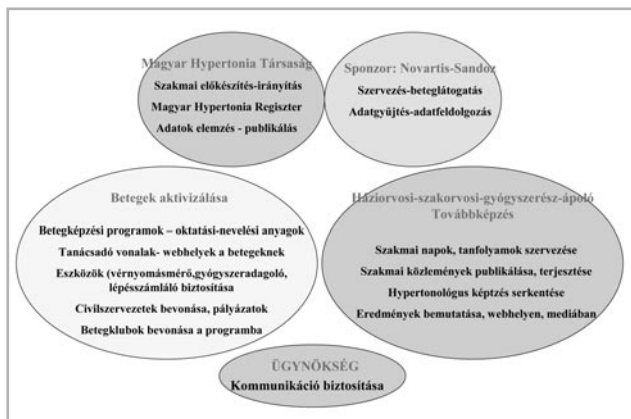 Magyar Hypertonia Társaság
Szakmai előkészítés-irányítás
Magyar Hypertonia Regiszter
Adatok elemzés - publikálás
Sponzor: Novartis-Sandoz
Szervezés-beteglátogatás
Adatgyűjtés-adatfeldolgozás
Betegek aktivizálása
Betegképzési programok – oktatási-nevelési anyagok
Tanácsadó vonalak- webhelyek a betegeknek
Eszközök (vérnyomásmérő,gyógyszeradagoló,
lépésszámláló biztosítása
Civilszervezetek bevonása, pályázatok
Betegklubok bevonása a programba
Háziorvosi-szakorvosi-gyógyszerész-ápoló
Továbbképzés
Szakmai napok, tanfolyamok szervezése
Szakmai közlemények publikálása, terjesztése
Hypertonológus képtzés serkentése
Eredmények bemutatása, webhelyen, mediában
ÜGYNÖKSÉG
Kommunikáció biztosítása